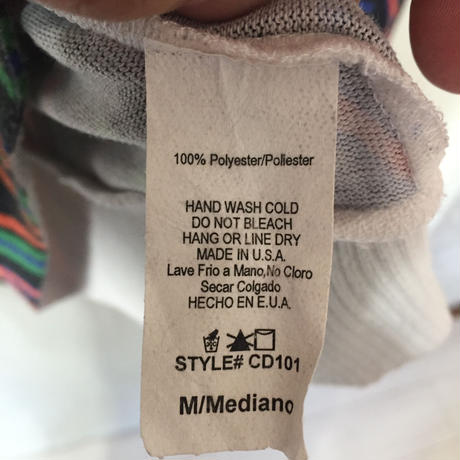 100% Polyester/Poliester
HAND WASH COLD
DO NOT BLEACH
HANG OR LINE DRY
MADE IN U.S.A.
Lave Frio a Mano,No Cloro
Secar Colgado
HECHO EN E.U.A.
STYLE# CD101
M/Mediano